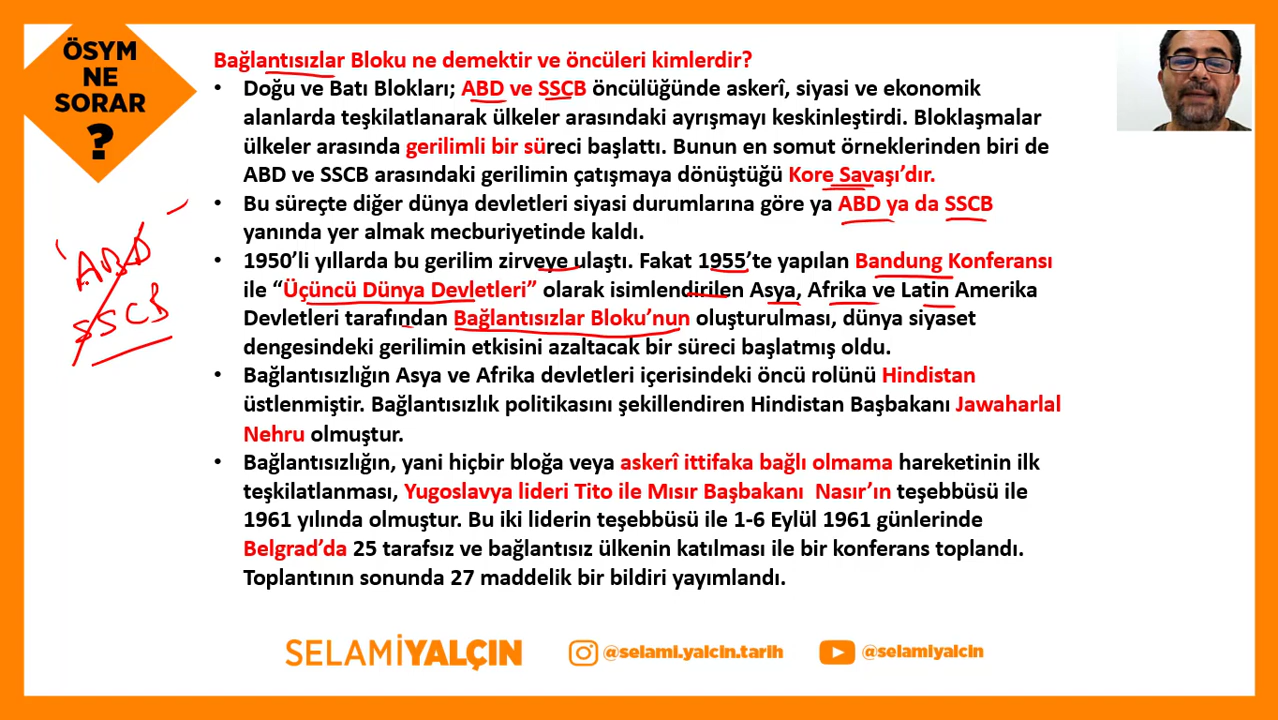 ÖSYM
NE
SORAR
?
Bağlantısızlar Bloku ne demektir ve öncüleri kimlerdir?
• Doğu ve Batı Blokları; ABD ve SSCB öncülüğünde askerî, siyasi ve ekonomik
alanlarda teşkilatlanarak ülkeler arasındaki ayrışmayı keskinleştirdi. Bloklaşmalar
ülkeler arasında gerilimli bir süreci başlattı. Bunun en somut örneklerinden biri de
ABD ve SSCB arasındaki gerilimin çatışmaya dönüştüğü Kore Savaşı’dır.
• Bu süreçte diğer dünya devletleri siyasi durumlarına göre ya ABD ya da SSCB
yanında yer almak mecburiyetinde kaldı.
• 1950’li yıllarda bu gerilim zirveye ulaştı. Fakat 1955’te yapılan Bandung Konferansı
ile “Üçüncü Dünya Devletleri” olarak isimlendirilen Asya, Afrika ve Latin Amerika
Devletleri tarafından Bağlantısızlar Bloku’nun oluşturulması, dünya siyaset
dengesindeki gerilimin etkisini azaltacak bir süreci başlatmış oldu.
• Bağlantısızlığın Asya ve Afrika devletleri içerisindeki öncü rolünü Hindistan
üstlenmiştir. Bağlantısızlık politikasını şekillendiren Hindistan Başbakanı Jawaharlal
Nehru olmuştur.
• Bağlantısızlığın, yani hiçbir bloğa veya askerî ittifaka bağlı olmama hareketinin ilk
teşkilatlanması, Yugoslavya lideri Tito ile Mısır Başbakanı Nasır’ın teşebbüsü ile
1961 yılında olmuştur. Bu iki liderin teşebbüsü ile 1-6 Eylül 1961 günlerinde
Belgrad’da 25 tarafsız ve bağlantısız ülkenin katılması ile bir konferans toplandı.
Toplantının sonunda 27 maddelik bir bildiri yayımlandı.
ABD
SSCB
SELAMİYALÇIN
@selami.yalcin.tarih
@selamiyalcin